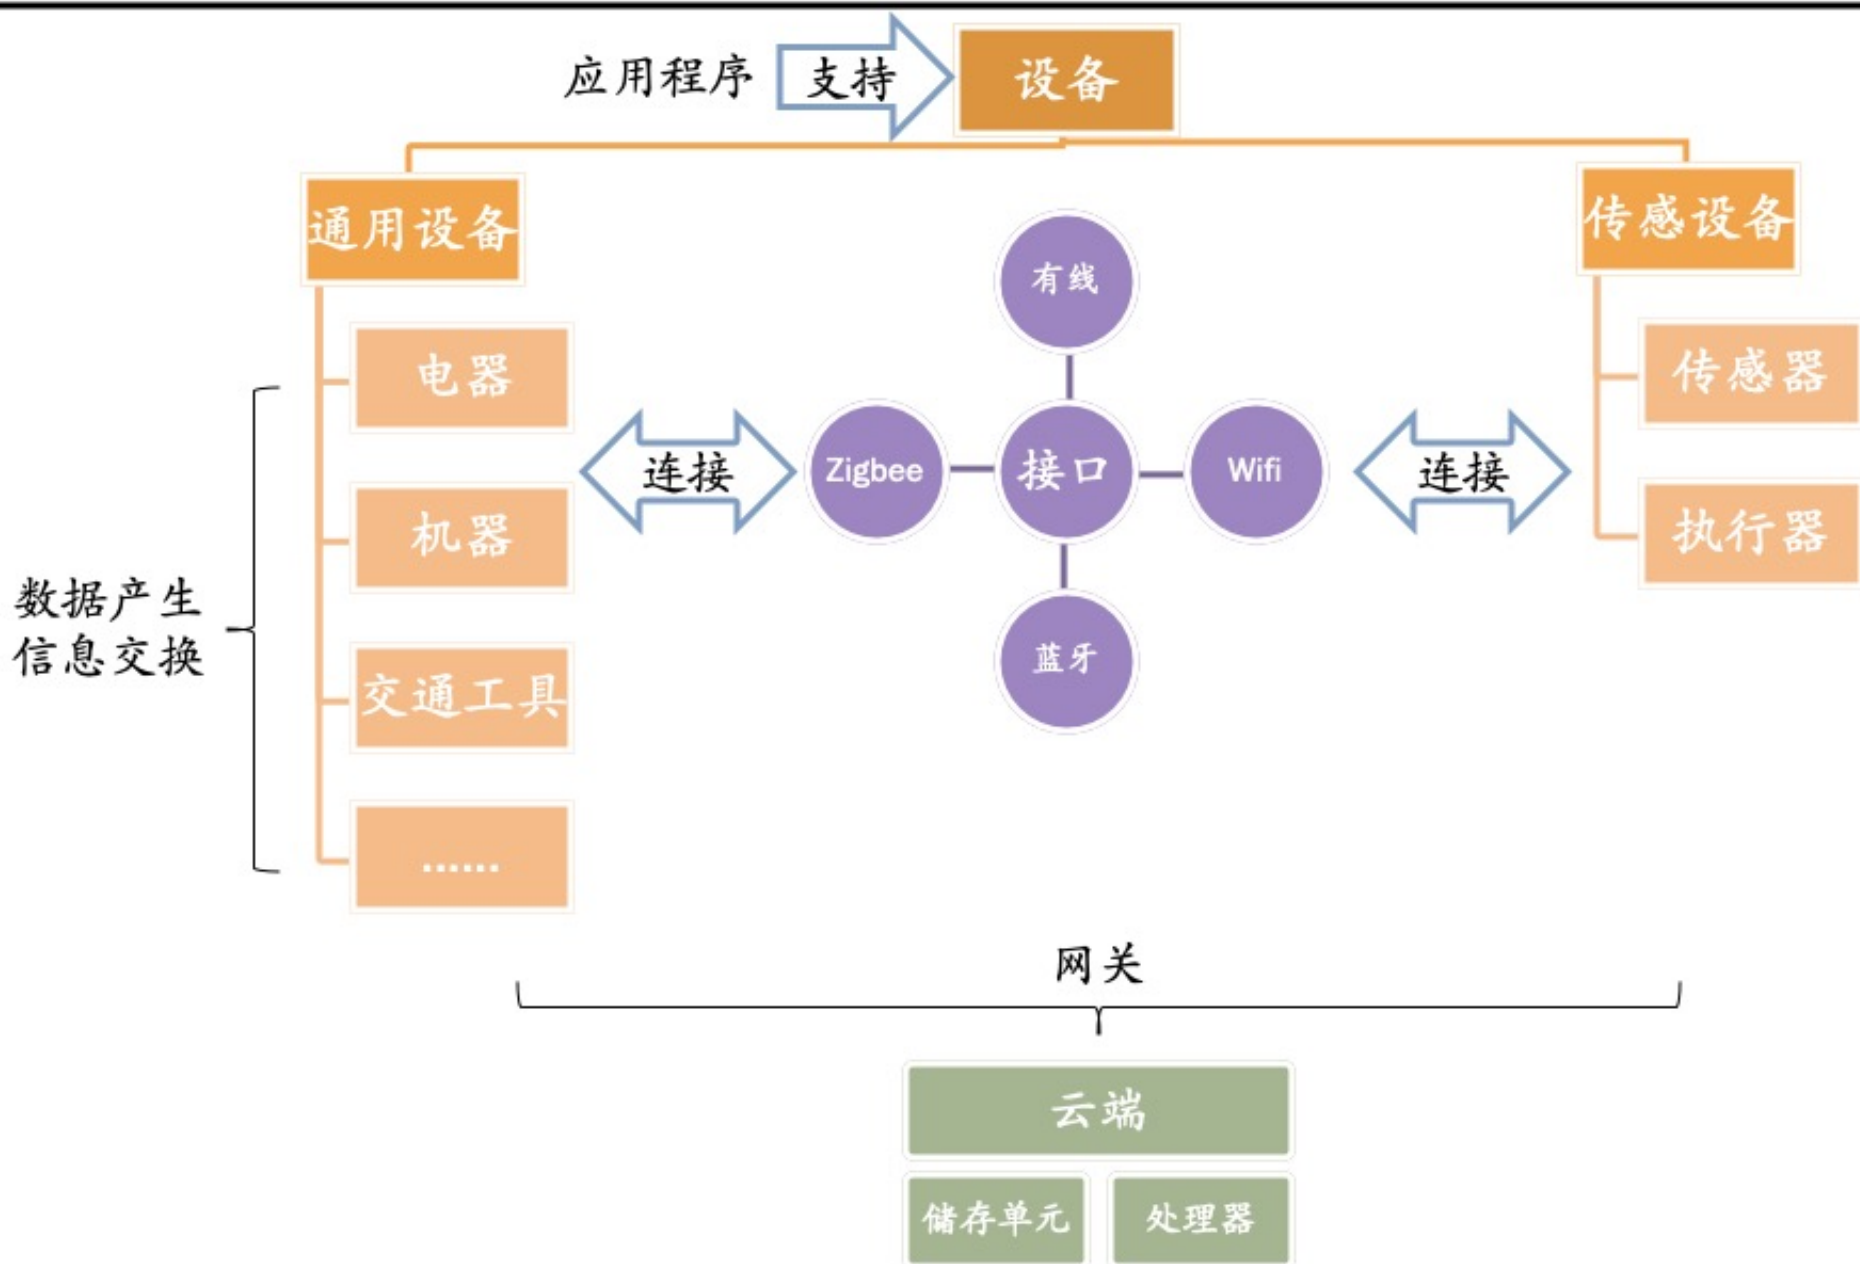 应用程序
支持
设备
通用设备
传感设备
有线
电器
传感器
连接
Zigbee
接口
Wifi
连接
机器
执行器
数据产生
信息交换
蓝牙
交通工具
......
网关
云端
储存单元
处理器